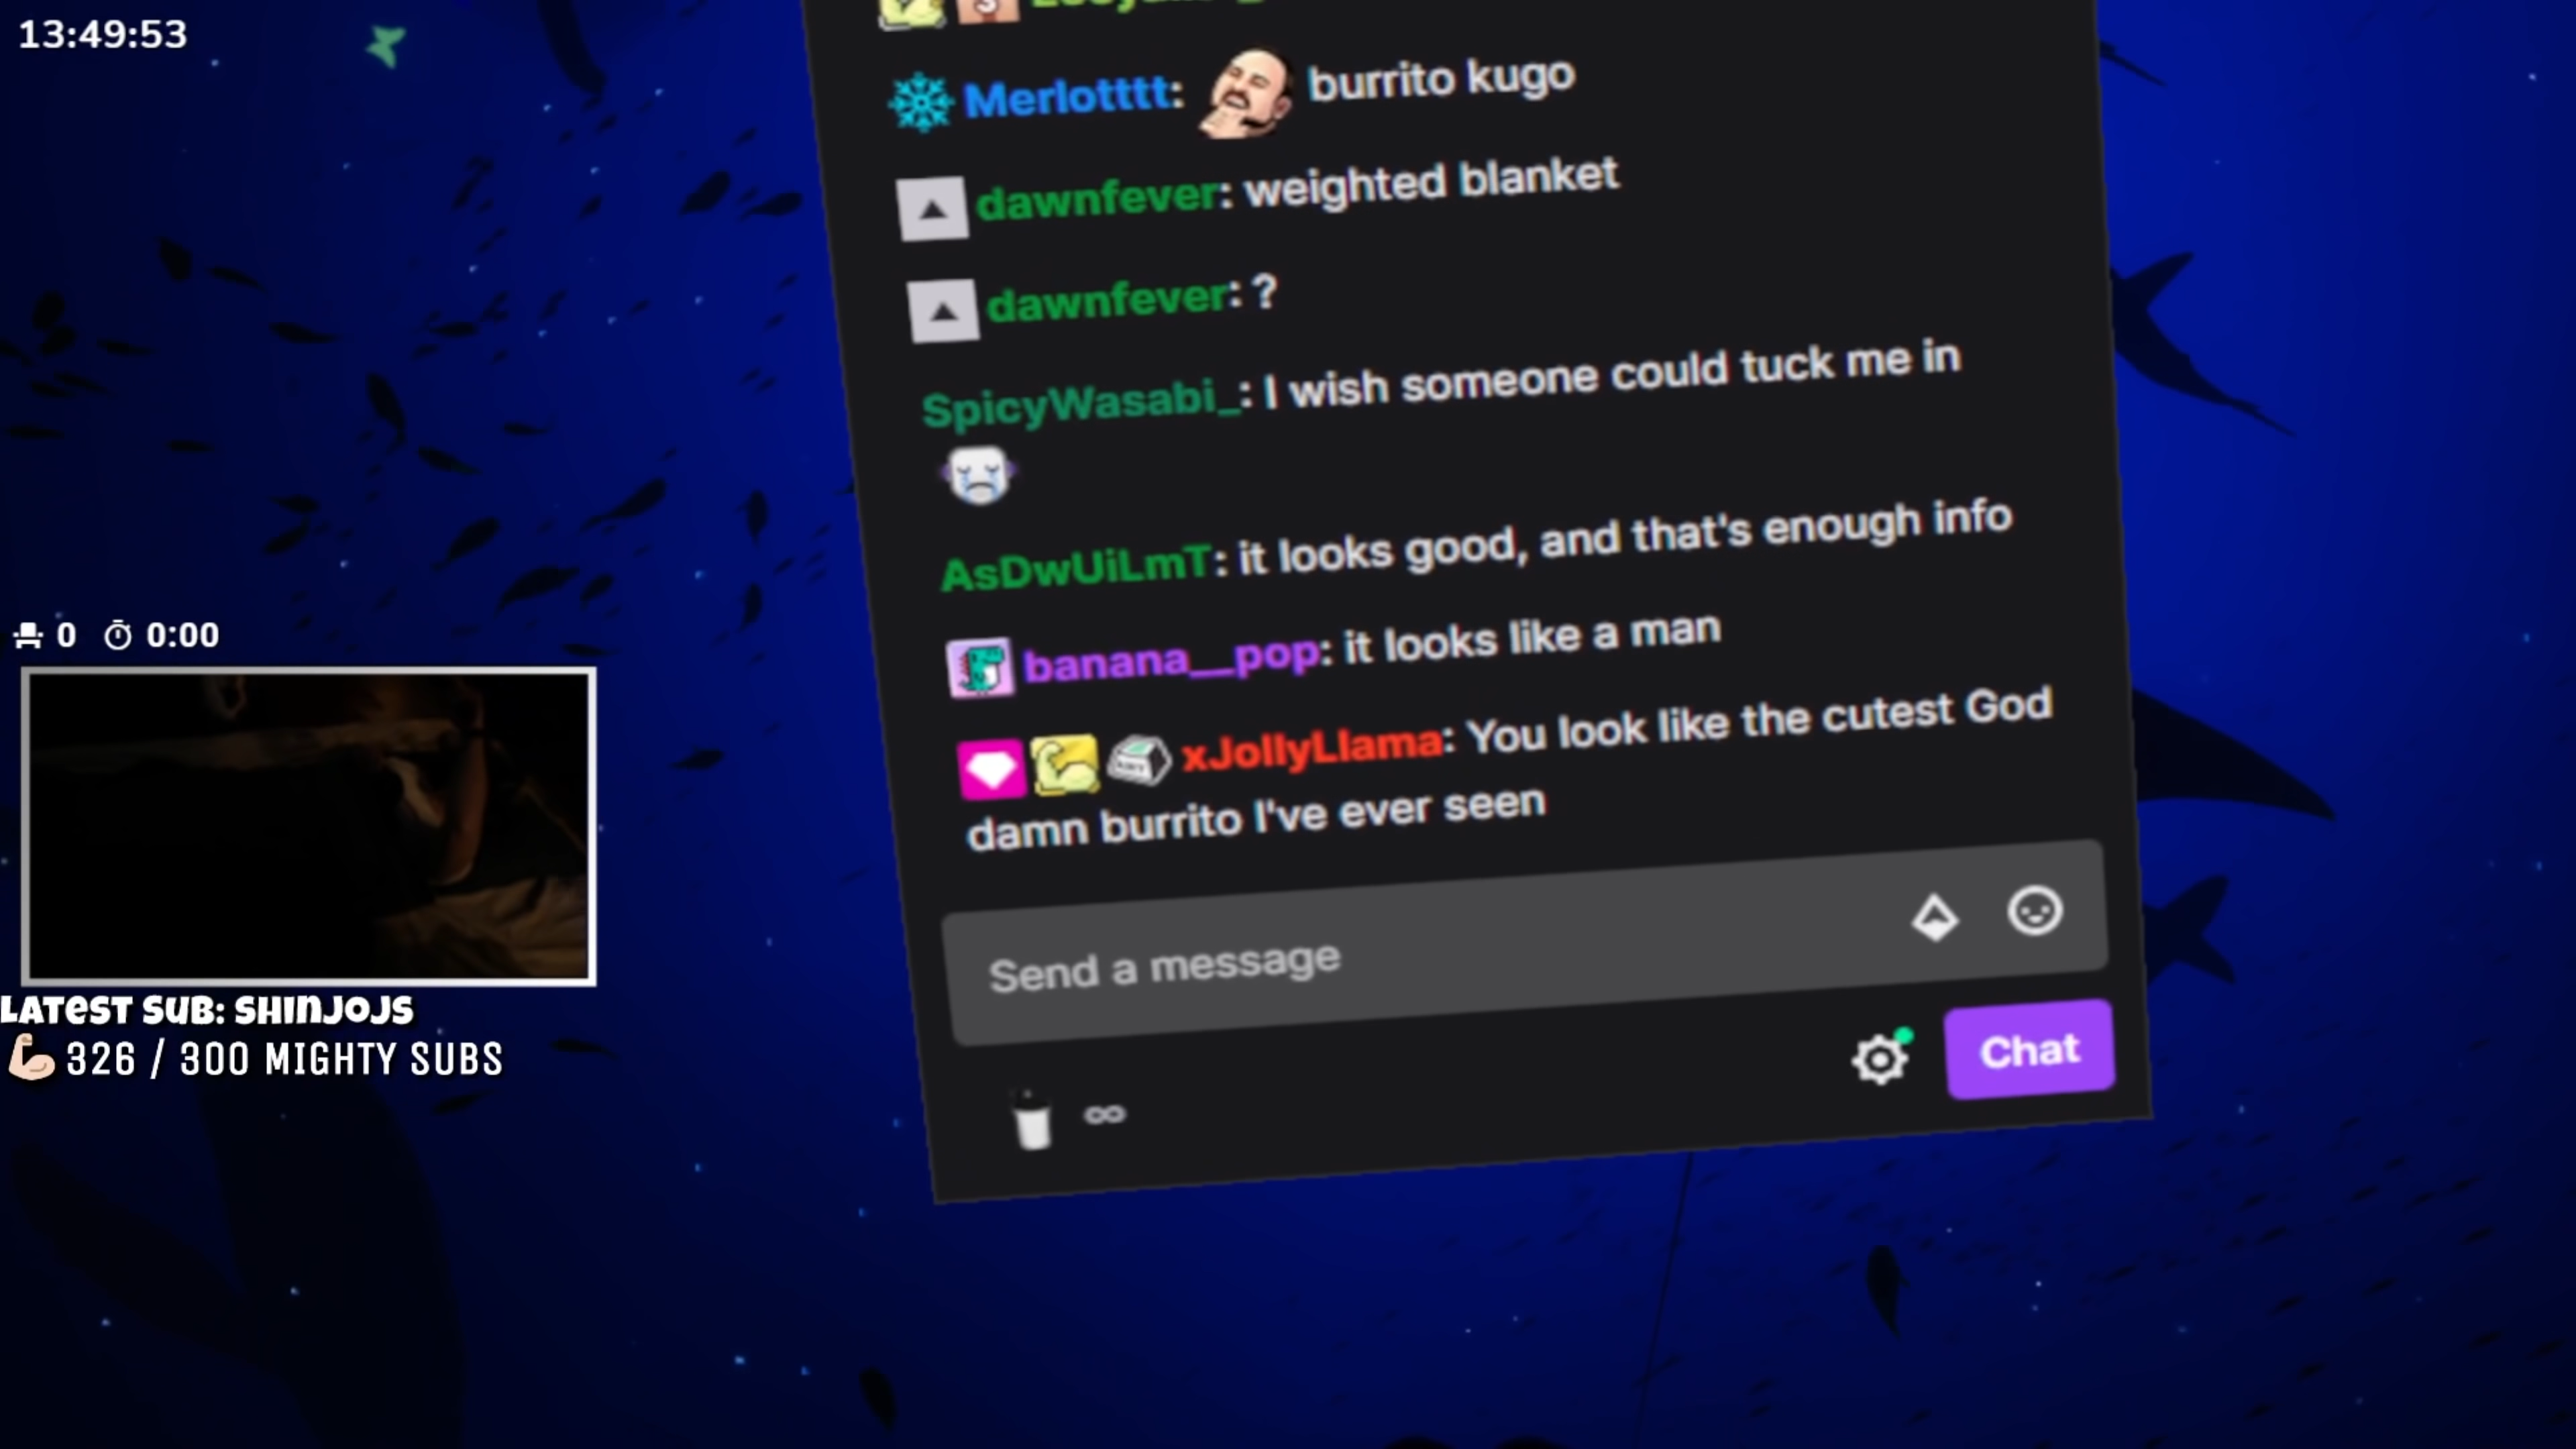 13:49:53
Merlotttt: burrito kugo
dawnfever: weighted blanket
dawnfever: ?
SpicyWasabi_: I wish someone could tuck me in
AsDwUiLmT: it looks good, and that's enough info
banana__pop: it looks like a man
xJollyLlama: You look like the cutest God
damn burrito I've ever seen
Send a message
Chat
∞
0 0:00
LATEST SUB: SHINJOJS
326 / 300 MIGHTY SUBS